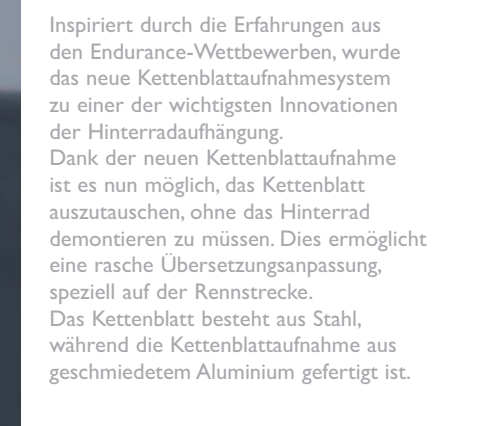 Inspiriert durch die Erfahrungen aus
den Endurance-Wettbewerben, wurde
das neue Kettenblattaufnahmesystem
zu einer der wichtigsten Innovationen
der Hinterradaufhängung.
Dank der neuen Kettenblattaufnahme
ist es nun möglich, das Kettenblatt
auszutauschen, ohne das Hinterrad
demontieren zu müssen. Dies ermöglicht
eine rasche Übersetzungsanpassung,
speziell auf der Rennstrecke.
Das Kettenblatt besteht aus Stahl,
während die Kettenblattaufnahme aus
geschmiedetem Aluminium gefertigt ist.